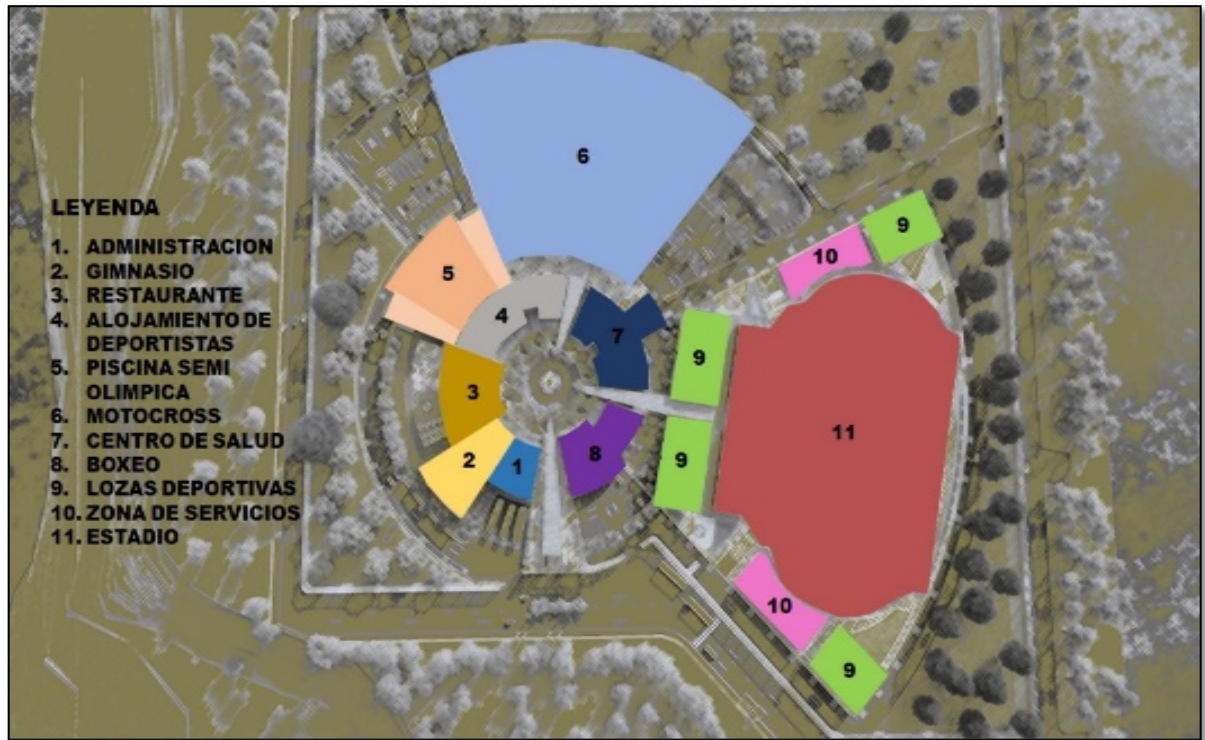 LEYENDA
1. ADMINISTRACION
2. GIMNASIO
3. RESTAURANTE
4. ALOJAMIENTO DE
DEPORTISTAS
5. PISCINA SEMI
OLIMPICA
6. MOTOCROSS
7. CENTRO DE SALUD
8. BOXEO
9. LOZAS DEPORTIVAS
10. ZONA DE SERVICIOS
11. ESTADIO
6
9
10
5
4
7
9
3
11
9
8
2
1
10
9